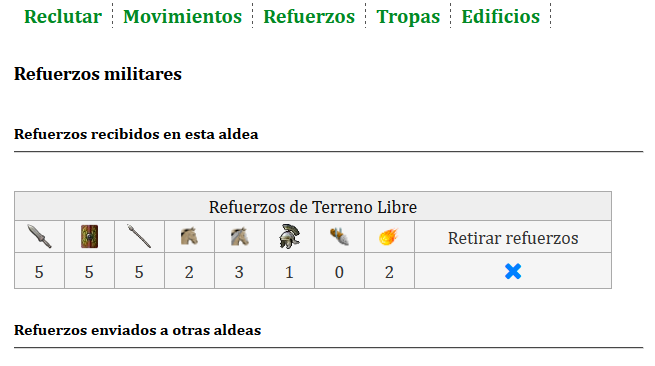 Reclutar Movimientos Refuerzos Tropas Edificios
Refuerzos militares
Refuerzos recibidos en esta aldea
Refuerzos de Terreno Libre
Retirar refuerzos
5 5 5 2 3 1 0 2
Refuerzos enviados a otras aldeas